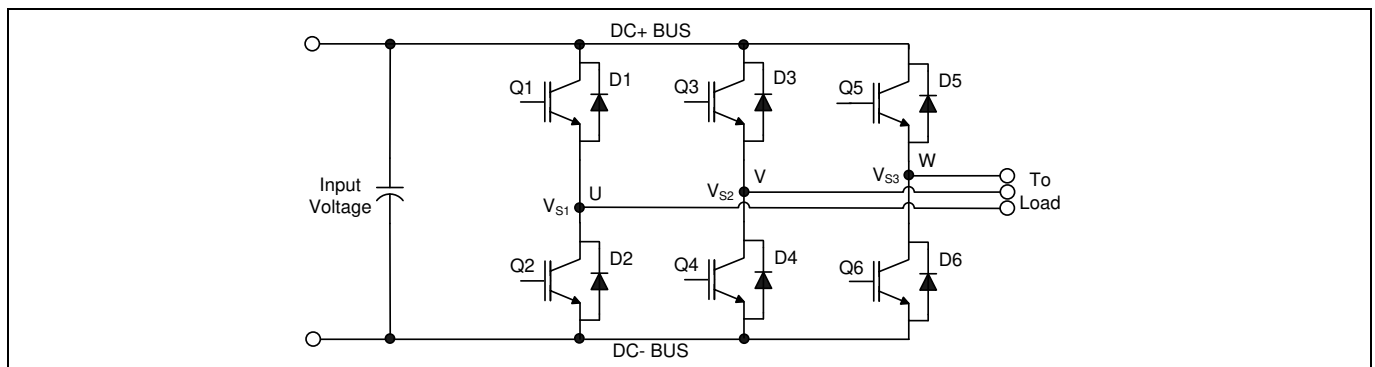 DC+ BUS
Q1
D1
Q3
D3
Q5
D5
Input
Voltage
VS1
U
VS2
V
VS3
W
To
Load
Q2
D2
Q4
D4
Q6
D6
DC- BUS